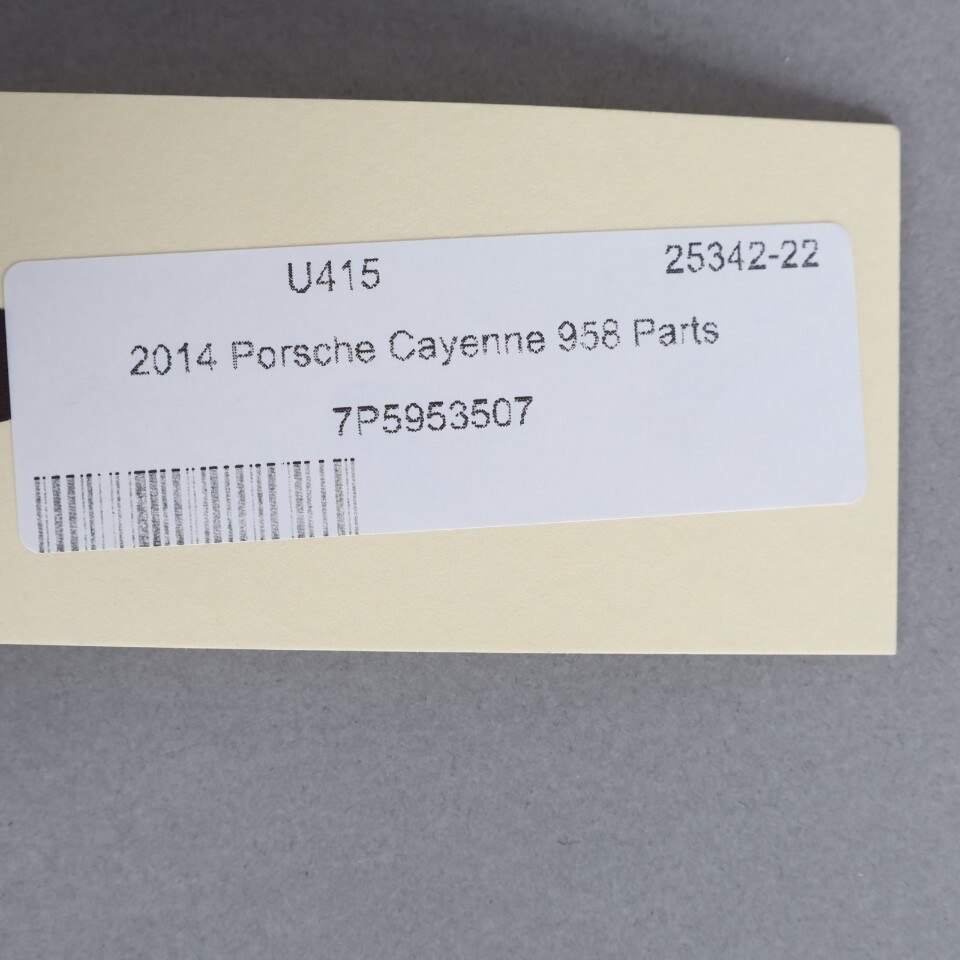 U415 25342-22
2014 Porsche Cayenne 958 Parts
7P5953507